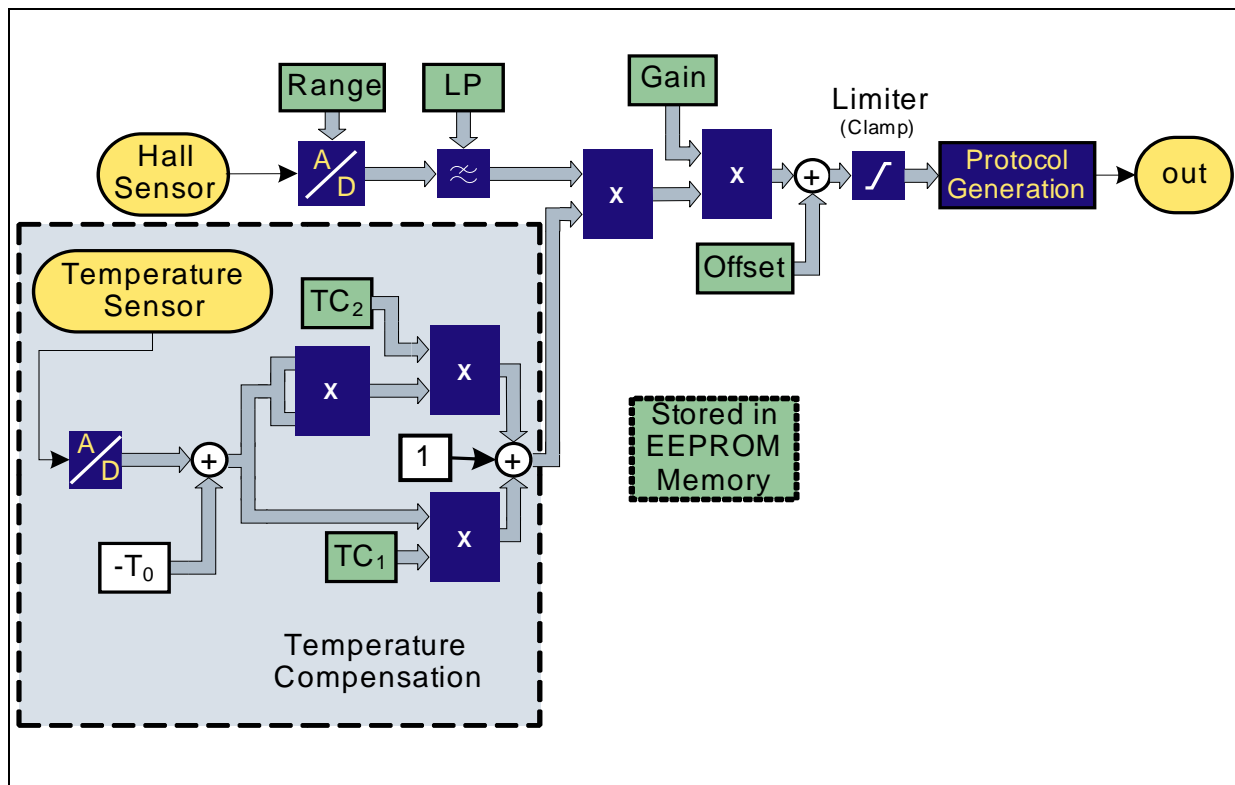 Range
LP
Gain
Limiter
(Clamp)
Hall
Sensor
A
D
X
X
+
Protocol
Generation
out
Offset
Temperature
Sensor
TC₂
X
X
A
D
+
1
+
X
TC₁
-T₀
Temperature
Compensation
Stored in
EEPROM
Memory